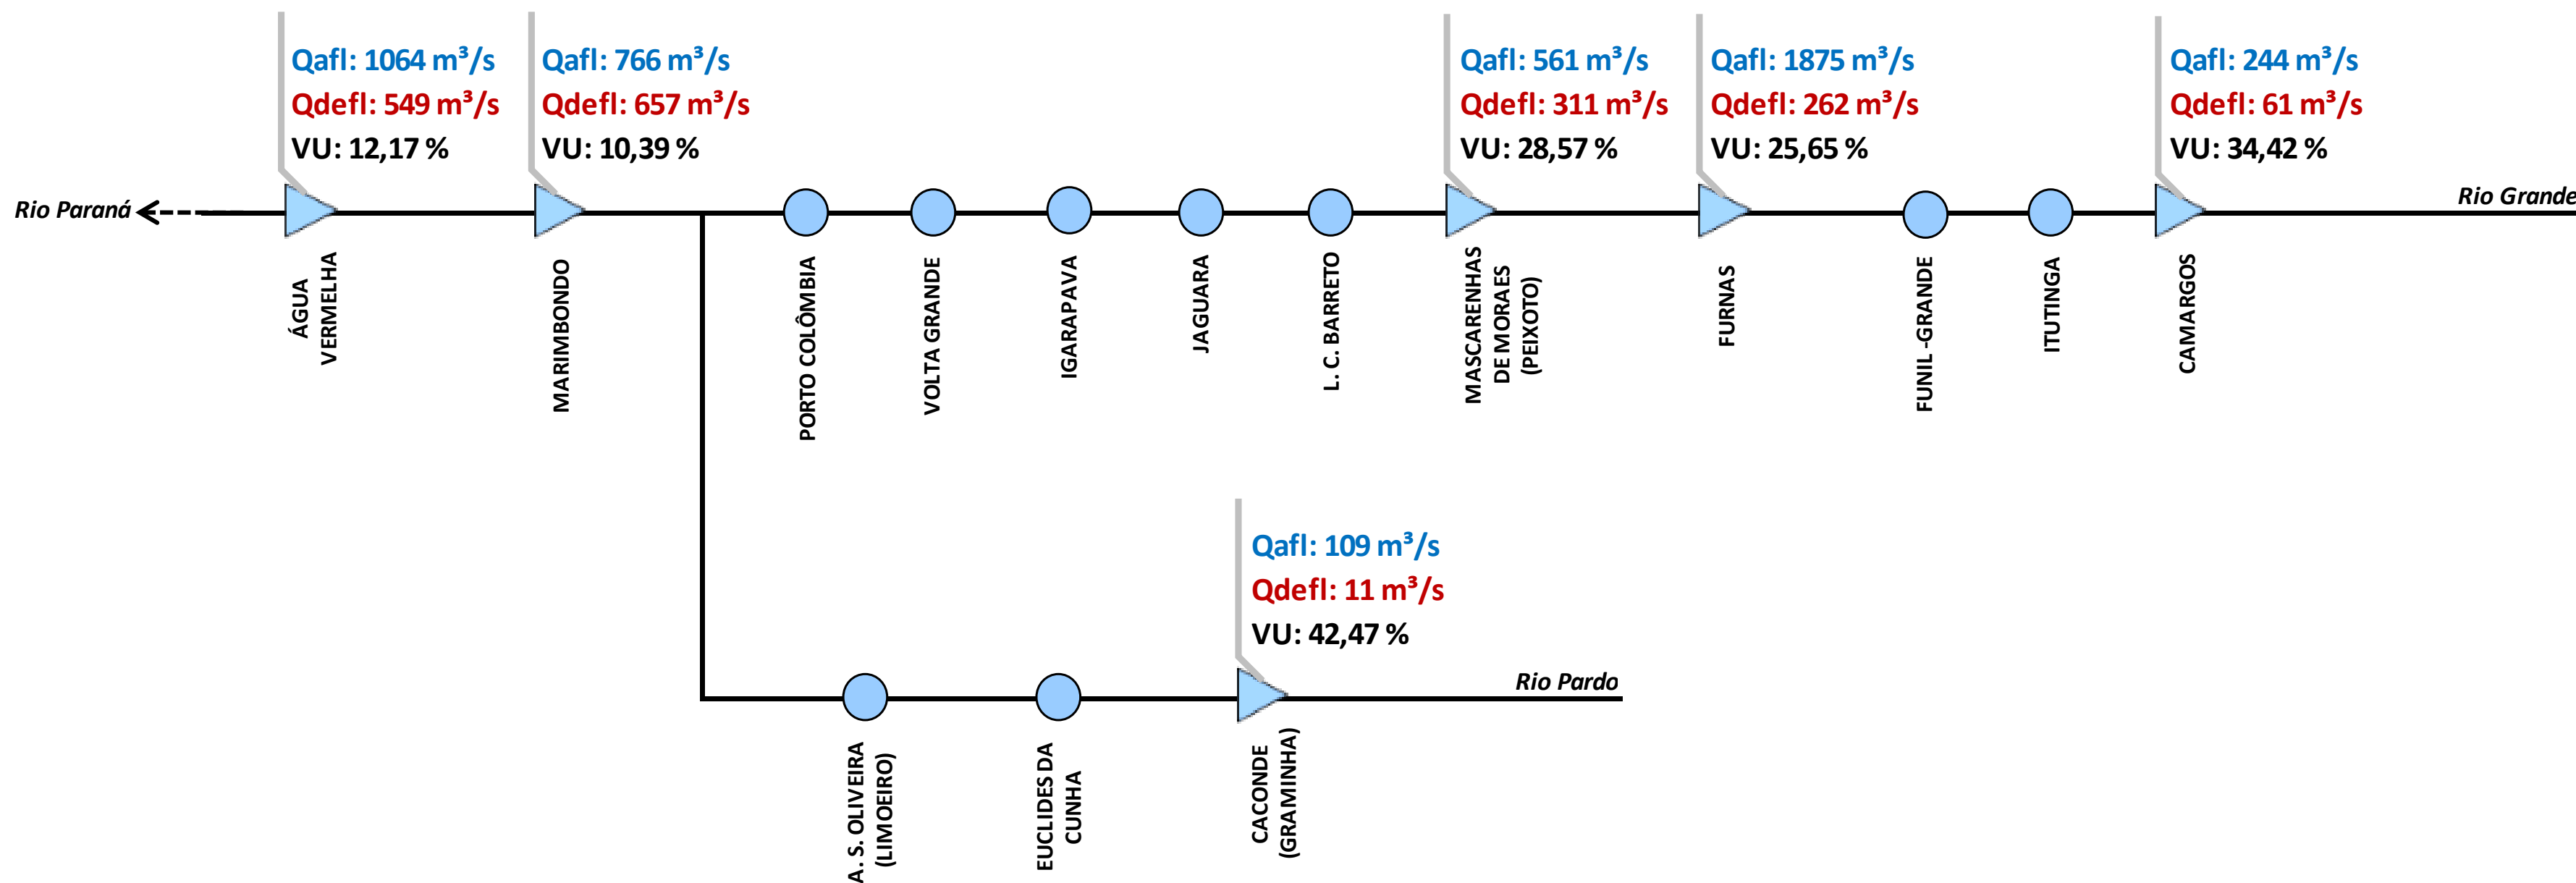 Qafl: 1064 m³/s
Qdefl: 549 m³/s
VU: 12,17 %
Qafl: 766 m³/s
Qdefl: 657 m³/s
VU: 10,39 %
Qafl: 561 m³/s
Qdefl: 311 m³/s
VU: 28,57 %
Qafl: 1875 m³/s
Qdefl: 262 m³/s
VU: 25,65 %
Qafl: 244 m³/s
Qdefl: 61 m³/s
VU: 34,42 %
Rio Paraná
Rio Grande
ÁGUA
VERMELHA
MARIMBONDO
PORTO COLÔMBIA
VOLTA GRANDE
IGARAPAVA
JAGUARA
L. C. BARRETO
MASCARENHAS
DE MORAES
(PEIXOTO)
FURNAS
FUNIL -GRANDE
ITUTINGA
CAMARGOS
Qafl: 109 m³/s
Qdefl: 11 m³/s
VU: 42,47 %
Rio Pardo
A. S. OLIVEIRA
(LIMOEIRO)
EUCLIDES DA
CUNHA
CACONDE
(GRAMINHA)